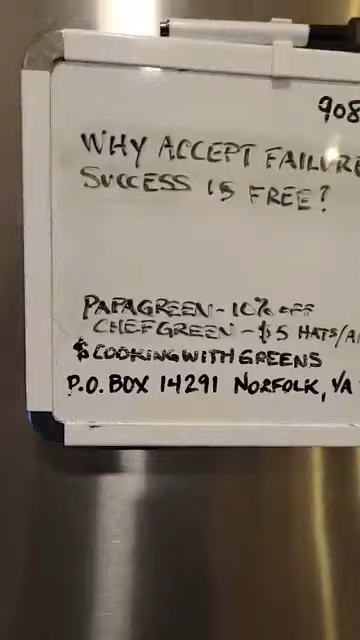 908
WHY ACCEPT FAILURE
SUCCESS IS FREE?
PAPAGREEN - 10% OFF
CHEFGREEN - $5 HATS/A
$COOKINGWITHGREENS
P.O. BOX 14291 NORFOLK, VA